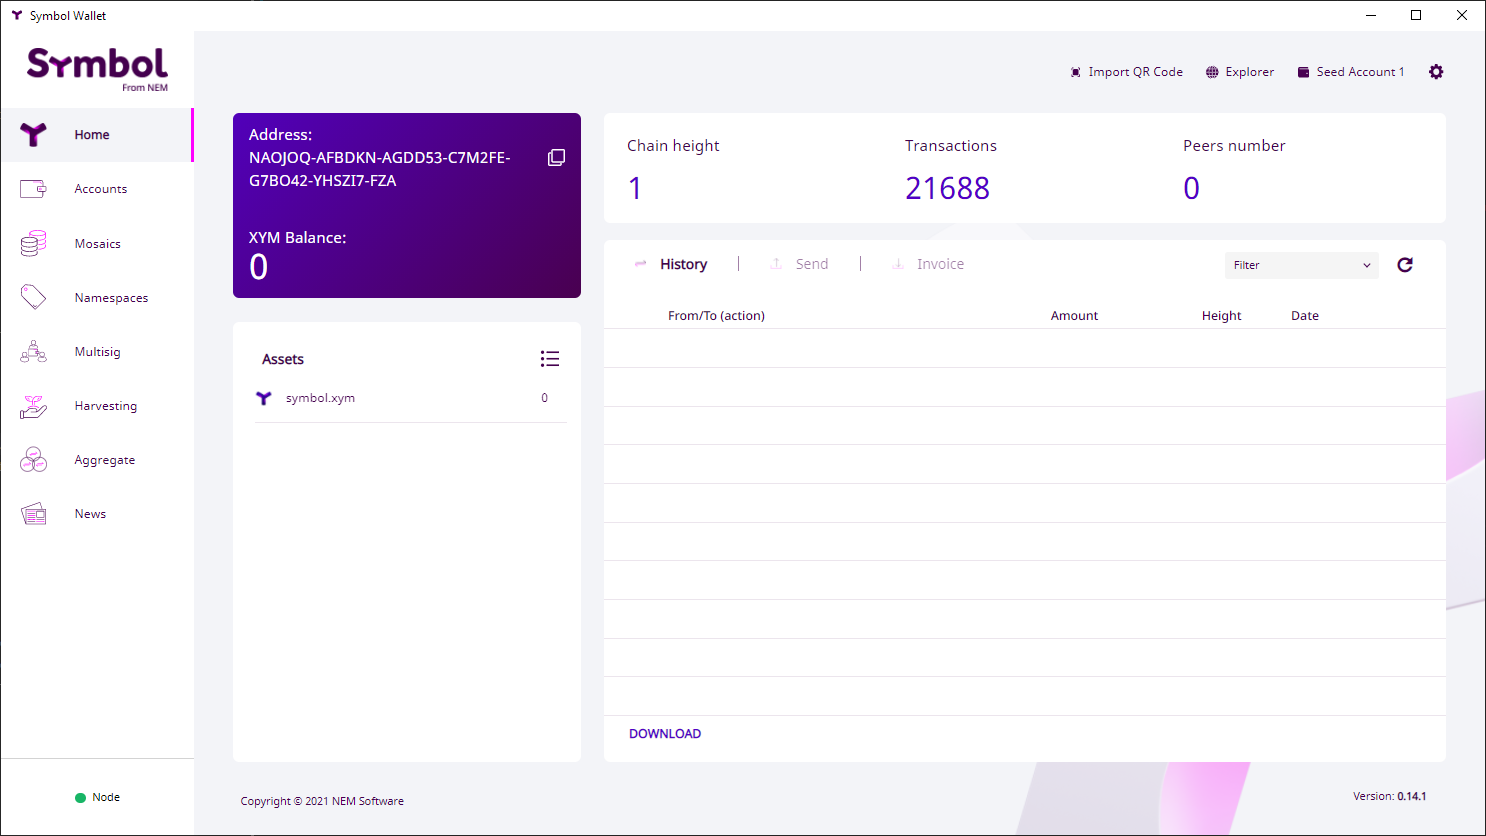 Symbol Wallet
Symbol
From NEM
Import QR Code
Explorer
Seed Account 1
Home
Accounts
Mosaics
Namespaces
Multisig
Harvesting
Aggregate
News
Node
Address:
NAOJOQ-AFBDKN-AGDD53-C7M2FE-
G7BO42-YHSZI7-FZA
XYM Balance:
0
Assets
symbol.xym 0
Chain height Transactions Peers number
1 21688 0
History | Send | Invoice
Filter
From/To (action) Amount Height Date
DOWNLOAD
Copyright © 2021 NEM Software
Version: 0.14.1